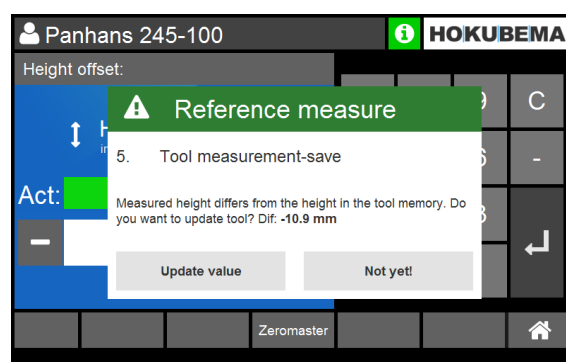 Panhans 245-100
i
HOKUBEMA
Height offset:
C
Reference measure
5. Tool measurement-save
-
Act:
Measured height differs from the height in the tool memory. Do
you want to update tool? Dif: -10.9 mm
Update value
Not yet!
Zeromaster